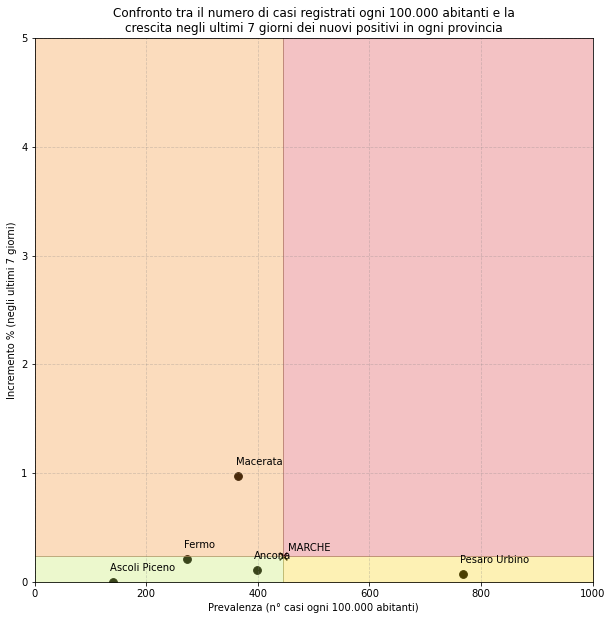 Confronto tra il numero di casi registrati ogni 100.000 abitanti e la
crescita negli ultimi 7 giorni dei nuovi positivi in ogni provincia
5
4
3
2
1
0
Incremento % (negli ultimi 7 giorni)
Macerata
Fermo
Ancona
MARCHE
Ascoli Piceno
Pesaro Urbino
0 200 400 600 800 1000
Prevalenza (n° casi ogni 100.000 abitanti)